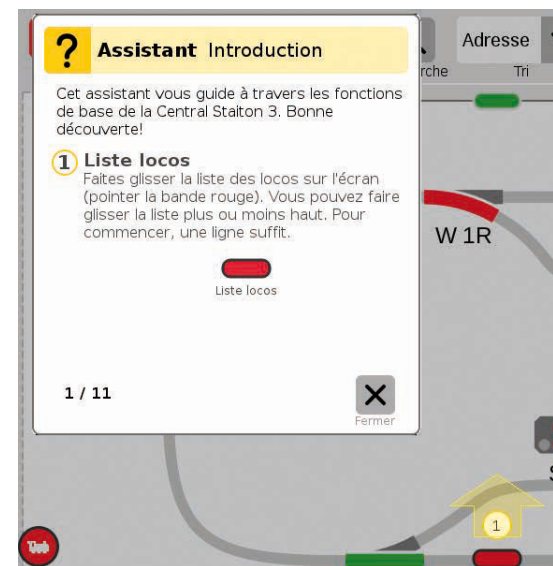 ? Assistant Introduction
Adresse
rche
Tri
Cet assistant vous guide à travers les fonctions
de base de la Central Staiton 3. Bonne
découverte!
1 Liste locos
Faites glisser la liste des locos sur l'écran
(pointer la bande rouge). Vous pouvez faire
glisser la liste plus ou moins haut. Pour
commencer, une ligne suffit.
Liste locos
W 1R
1 / 11
Fermer
1